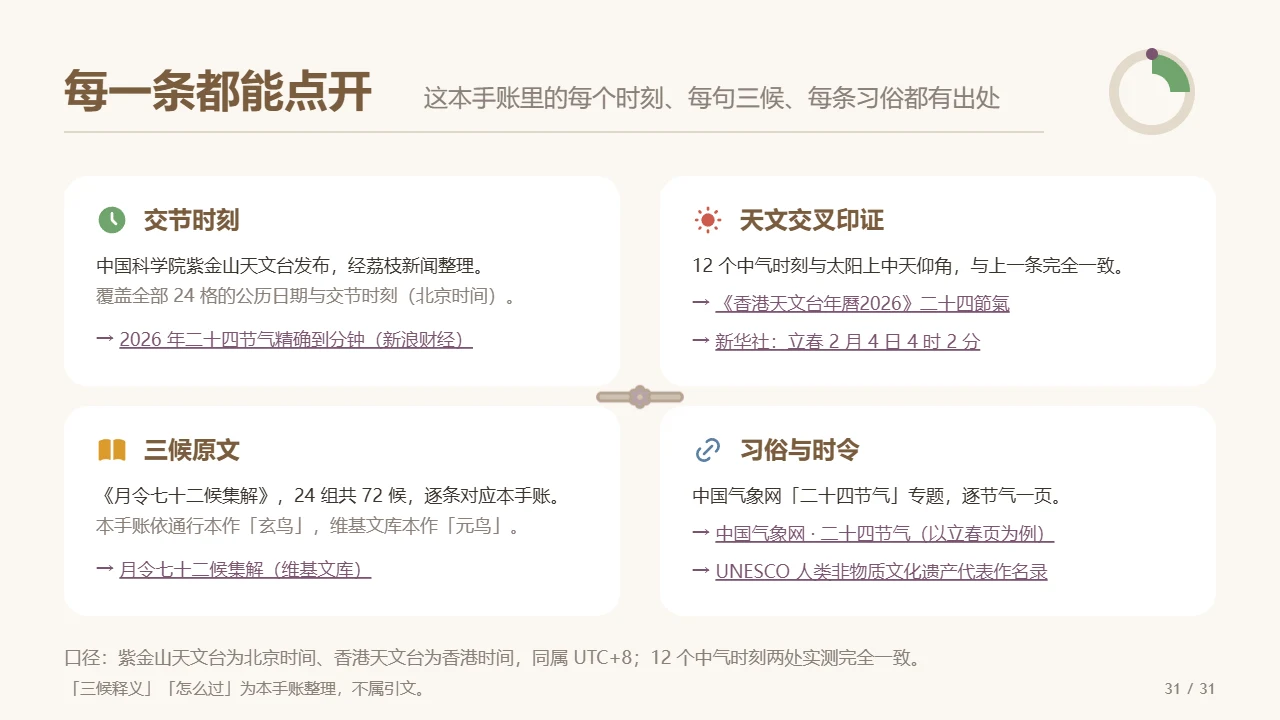 每一条都能点开
这本手账里的每个时刻、每句三候、每条习俗都有出处
交节时刻
中国科学院紫金山天文台发布，经荔枝新闻整理。
覆盖全部 24 格的公历日期与交节时刻（北京时间）。
→ 2026 年二十四节气精确到分钟（新浪财经）
天文交叉印证
12 个中气时刻与太阳上中天仰角，与上一条完全一致。
→ 《香港天文台年曆2026》二十四節氣
→ 新华社：立春 2 月 4 日 4 时 2 分
三候原文
《月令七十二候集解》，24 组共 72 候，逐条对应本手账。
本手账依通行本作「玄鸟」，维基文库本作「元鸟」。
→ 月令七十二候集解（维基文库）
习俗与时令
中国气象网「二十四节气」专题，逐节气一页。
→ 中国气象网 · 二十四节气（以立春页为例）
→ UNESCO 人类非物质文化遗产代表作名录
口径：紫金山天文台为北京时间、香港天文台为香港时间，同属 UTC+8；12 个中气时刻两处实测完全一致。
「三候释义」「怎么过」为本手账整理，不属引文。
31 / 31